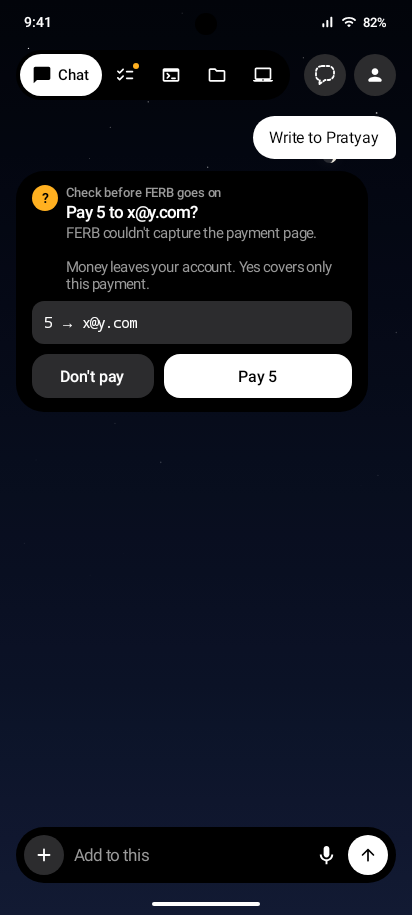 9:41
82%
Chat
Write to Pratyay
?
Check before FERB goes on
Pay 5 to x@y.com?
FERB couldn't capture the payment page.
Money leaves your account. Yes covers only
this payment.
5 → x@y.com
Don't pay
Pay 5
Add to this